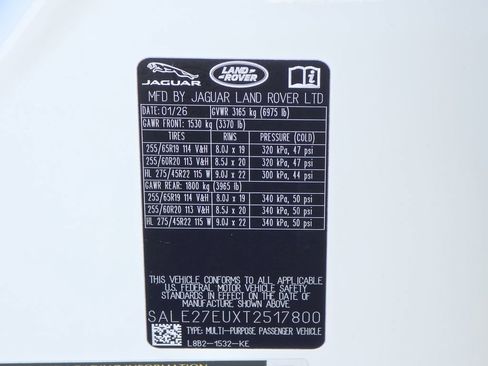 JAGUAR
LAND ROVER
MFD BY JAGUAR LAND ROVER LTD
DATE:01/26 GVWR 3165 kg (6975 lb)
GAWR FRONT: 1530 kg (3370 lb)
TIRES RIMS PRESSURE (COLD)
255/65R19 114 V&H 8.0J x 19 320 kPa, 47 psi
255/60R20 113 V&H 8.5J x 20 320 kPa, 47 psi
HL 275/45R22 115 W 9.0J x 22 300 kPa, 44 psi
GAWR REAR: 1800 kg (3965 lb)
255/65R19 114 V&H 8.0J x 19 340 kPa, 50 psi
255/60R20 113 V&H 8.5J x 20 340 kPa, 50 psi
HL 275/45R22 115 W 9.0J x 22 340 kPa, 50 psi
THIS VEHICLE CONFORMS TO ALL APPLICABLE
U.S. FEDERAL MOTOR VEHICLE SAFETY
STANDARDS IN EFFECT ON THE DATE OF
MANUFACTURE SHOWN ABOVE.
SALE27EUXT2517800
TYPE: MULTI-PURPOSE PASSENGER VEHICLE
L8B2-1532-KE